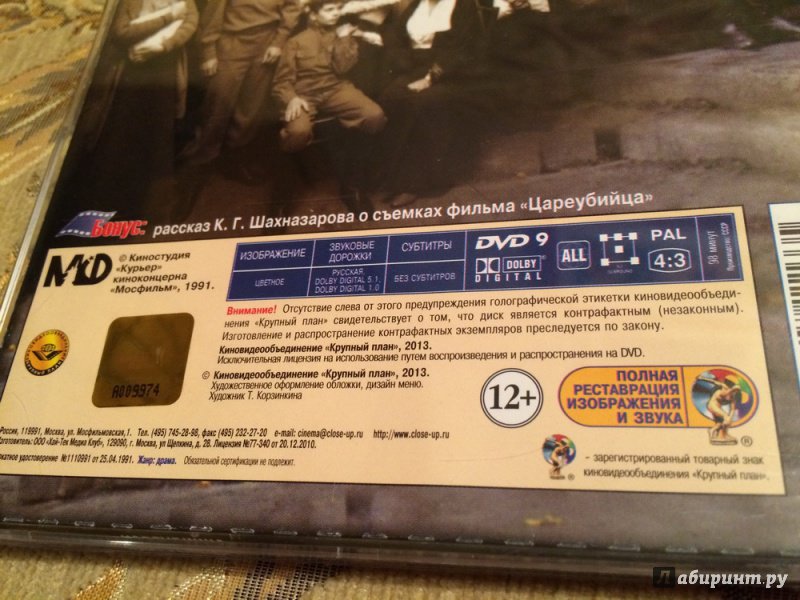 Бонус: рассказ К. Г. Шахназарова о съемках фильма «Цареубийца»
© Киностудия
«Курьер»
киноконцерна
«Мосфильм», 1991.
ИЗОБРАЖЕНИЕ
ЗВУКОВЫЕ
ДОРОЖКИ
СУБТИТРЫ
ЦВЕТНОЕ
РУССКАЯ
DOLBY DIGITAL 5.1,
DOLBY DIGITAL 1.0
БЕЗ СУБТИТРОВ
DVD 9
DOLBY
DIGITAL
ALL
SURROUND
PAL
4:3
98 минут
Производство: СССР
Внимание! Отсутствие слева от этого предупреждения голографической этикетки киновидеообъеди-
нения «Крупный план» свидетельствует о том, что диск является контрафактным (незаконным).
Изготовление и распространение контрафактных экземпляров преследуется по закону.
Киновидеообъединение «Крупный план», 2013.
Исключительная лицензия на использование путем воспроизведения и распространения на DVD.
© Киновидеообъединение «Крупный план», 2013.
Художественное оформление обложки, дизайн меню.
Художник Т. Корзинкина
A009974
12+
ПОЛНАЯ
РЕСТАВРАЦИЯ
ИЗОБРАЖЕНИЯ
И ЗВУКА
®
Россия, 119991, Москва, ул. Мосфильмовская, 1. Тел. (495) 745-28-98, факс (495) 232-27-20 e-mail: cinema@close-up.ru http://www.close-up.ru
Изготовитель: ООО «Хай-Тек Медиа Клуб», 129090, г. Москва, ул Щепкина, д. 28. Лицензия №77-340 от 20.12.2010.
№1110991 от 25.04.1991. Жанр: драма. Обязательной сертификации не подлежит.
® - зарегистрированный товарный знак
киновидеообъединения «Крупный план».
Лабиринт.ру